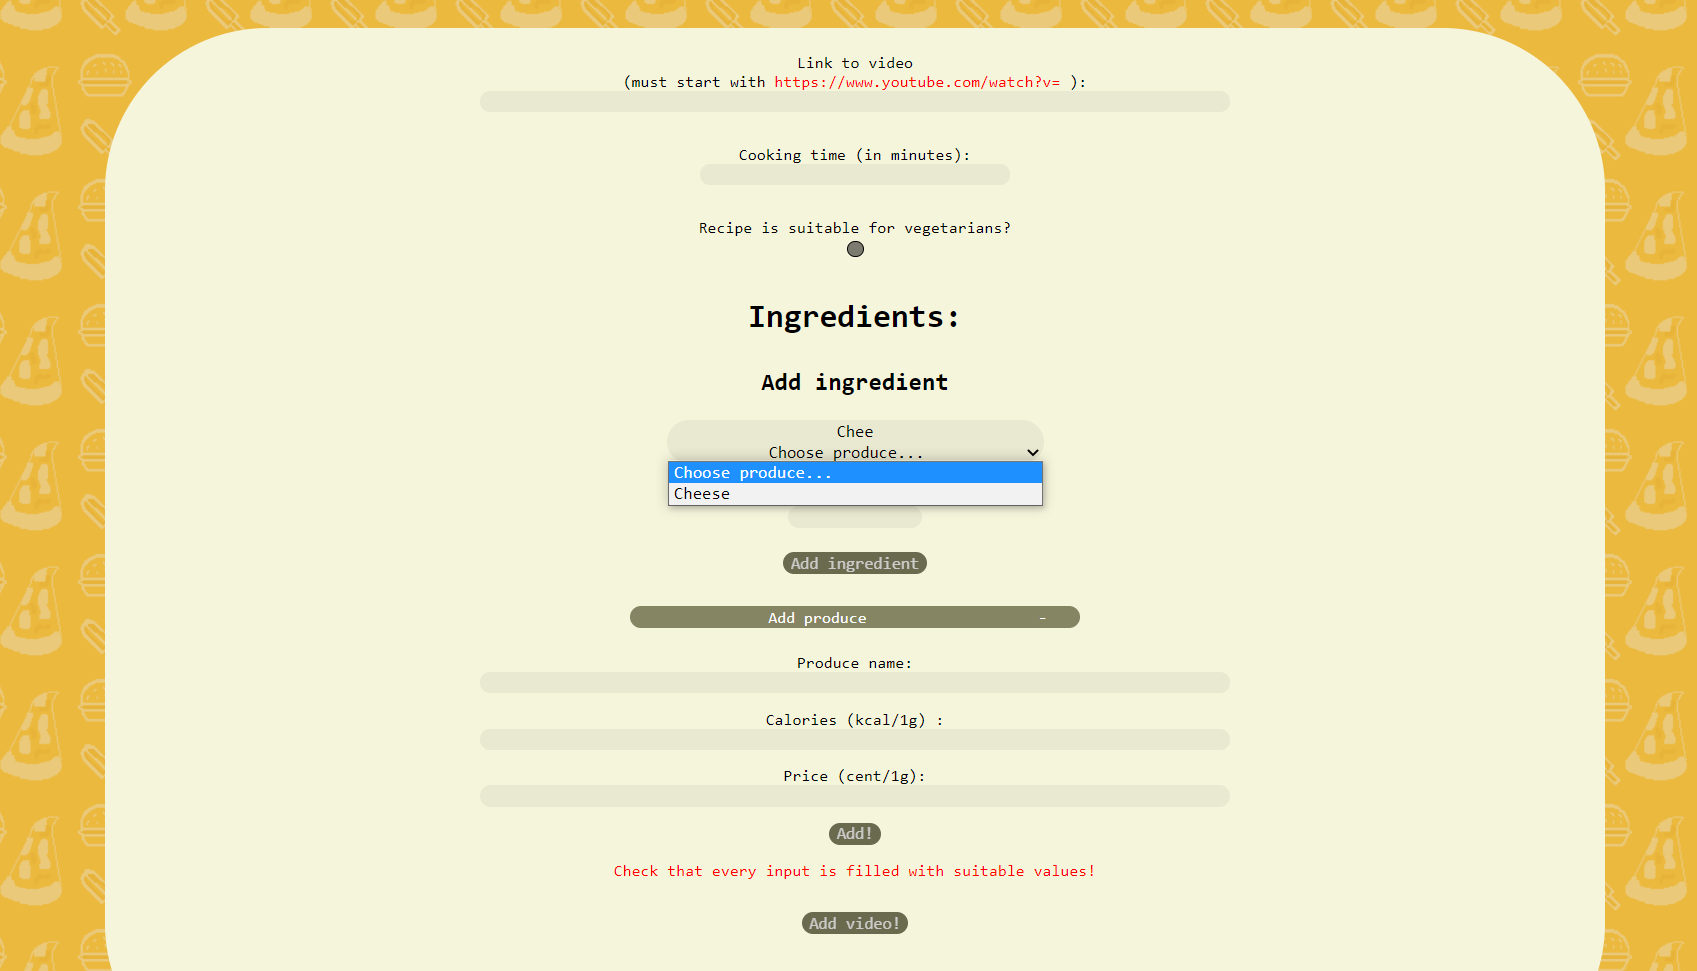 Link to video
(must start with https://www.youtube.com/watch?v= ):
Cooking time (in minutes):
Recipe is suitable for vegetarians?
Ingredients:
Add ingredient
Chee
Choose produce...
Choose produce...
Cheese
Add ingredient
Add produce -
Produce name:
Calories (kcal/1g) :
Price (cent/1g):
Add!
Check that every input is filled with suitable values!
Add video!